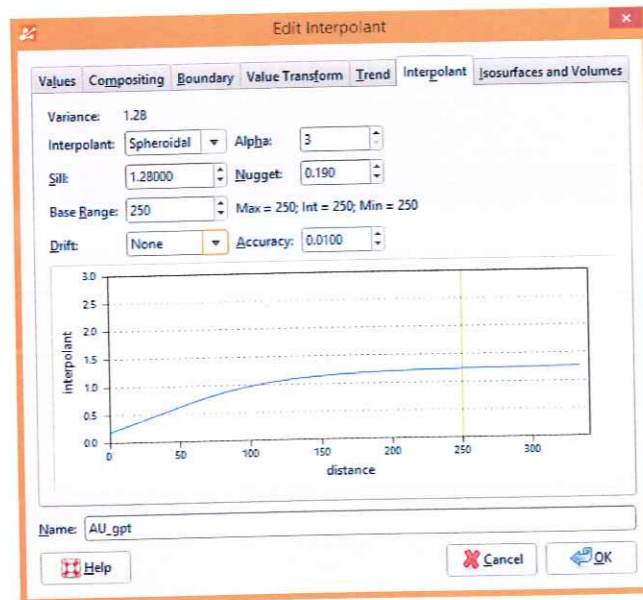 Edit Interpolant
Values Compositing Boundary Value Transform Trend Interpolant Isosurfaces and Volumes
Variance: 1.28
Interpolant: Spheroidal Alpha: 3
Sill: 1.28000 Nugget: 0.190
Base Range: 250 Max = 250; Int = 250; Min = 250
Drift: None Accuracy: 0.0100
3.0
2.5
2.0
1.5
1.0
0.5
0.0
interpolant
0 50 100 150 200 250 300
distance
Name: AU_gpt
Help Cancel OK